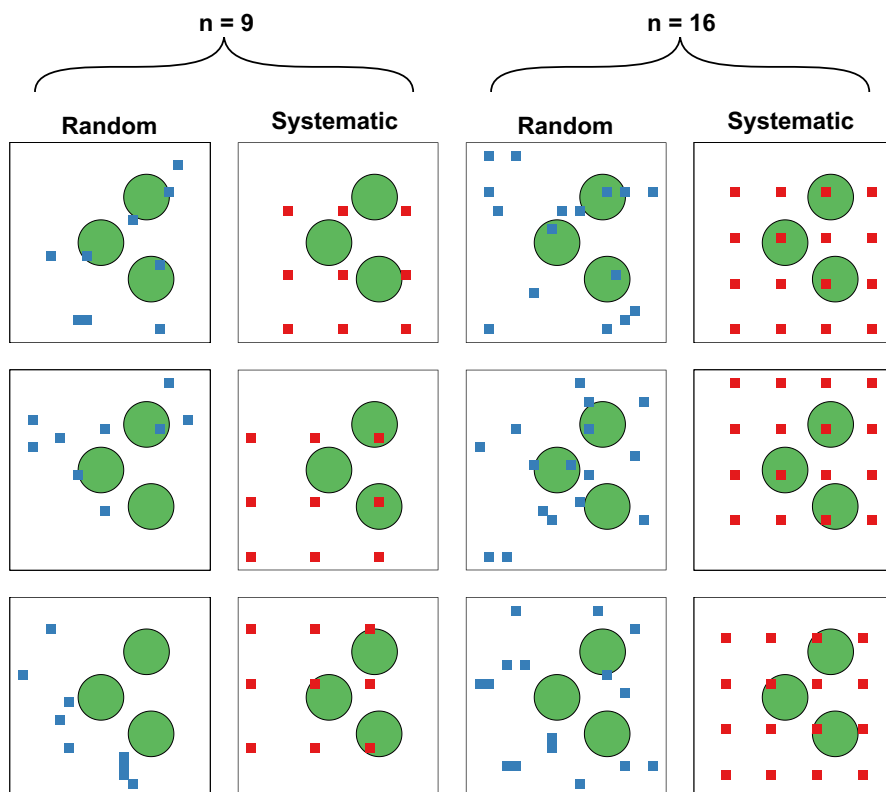 n = 9
n = 16
Random
Systematic
Random
Systematic